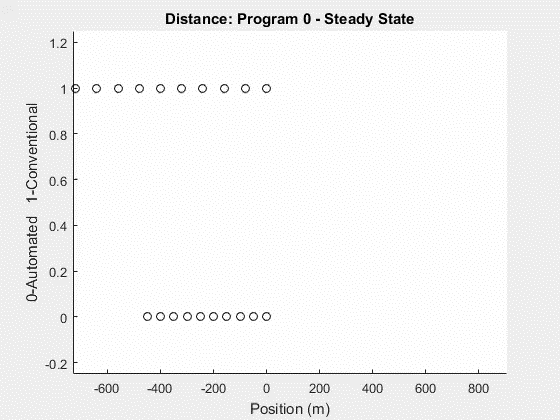 Distance: Program 0 - Steady State
1.2
1
0.8
0.6
0.4
0.2
0
-0.2
0-Automated 1-Conventional
-600 -400 -200 0 200 400 600 800
Position (m)